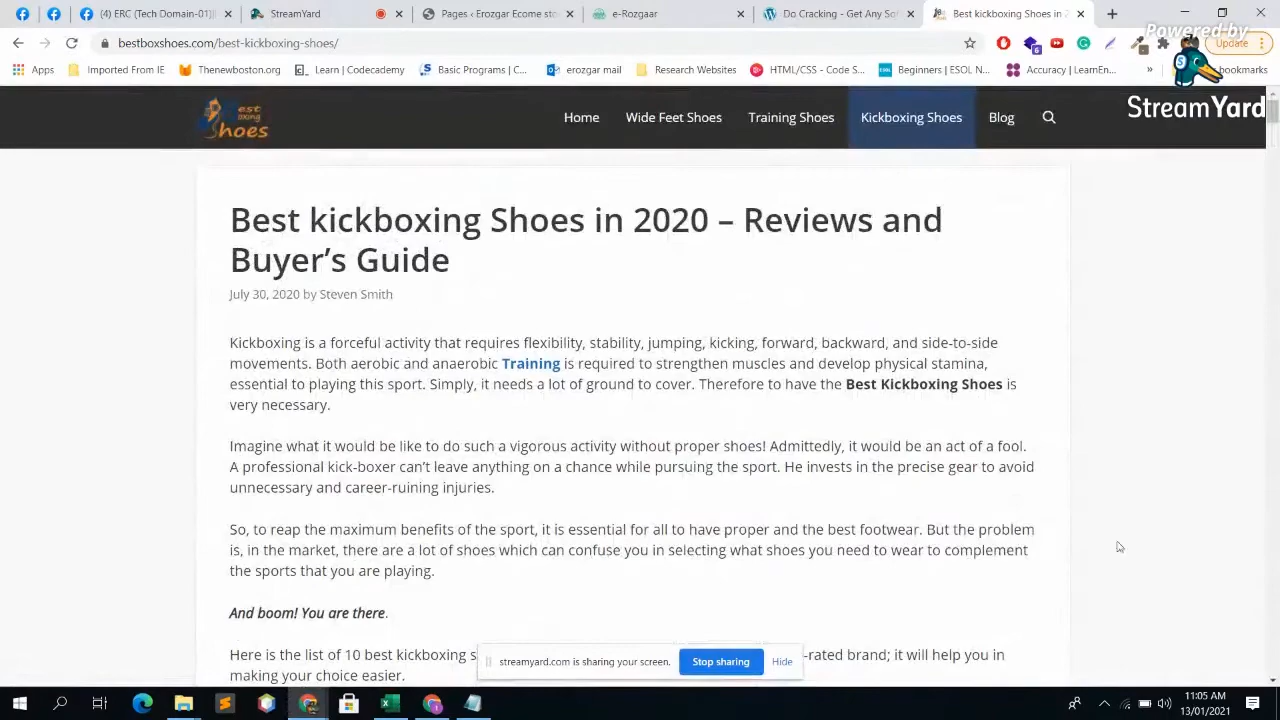 (4) ERC (Tech Domain-01)
StreamYard
Pages ‹ Erozgar Ecome sto
e-Rozgaar
Do Cracking - Get Any Sof
Best kickboxing Shoes in 2
Powered by
bestboxshoes.com/best-kickboxing-shoes/
Update
Apps
Imported From IE
Thenewboston.org
Learn | Codecademy
Basic Programs | C...
erozgar mail
Research Websites
HTML/CSS - Code S...
Beginners | ESOL N...
Accuracy | LearnEn...
»
bookmarks
StreamYard
Best
Boxing
Shoes
Home
Wide Feet Shoes
Training Shoes
Kickboxing Shoes
Blog
Best kickboxing Shoes in 2020 – Reviews and
Buyer’s Guide
July 30, 2020 by Steven Smith
Kickboxing is a forceful activity that requires flexibility, stability, jumping, kicking, forward, backward, and side-to-side
movements. Both aerobic and anaerobic Training is required to strengthen muscles and develop physical stamina,
essential to playing this sport. Simply, it needs a lot of ground to cover. Therefore to have the Best Kickboxing Shoes is
very necessary.
Imagine what it would be like to do such a vigorous activity without proper shoes! Admittedly, it would be an act of a fool.
A professional kick-boxer can’t leave anything on a chance while pursuing the sport. He invests in the precise gear to avoid
unnecessary and career-ruining injuries.
So, to reap the maximum benefits of the sport, it is essential for all to have proper and the best footwear. But the problem
is, in the market, there are a lot of shoes which can confuse you in selecting what shoes you need to wear to complement
the sports that you are playing.
And boom! You are there.
Here is the list of 10 best kickboxing s
-rated brand; it will help you in
making your choice easier.
streamyard.com is sharing your screen.
Stop sharing
Hide
11:05 AM
13/01/2021